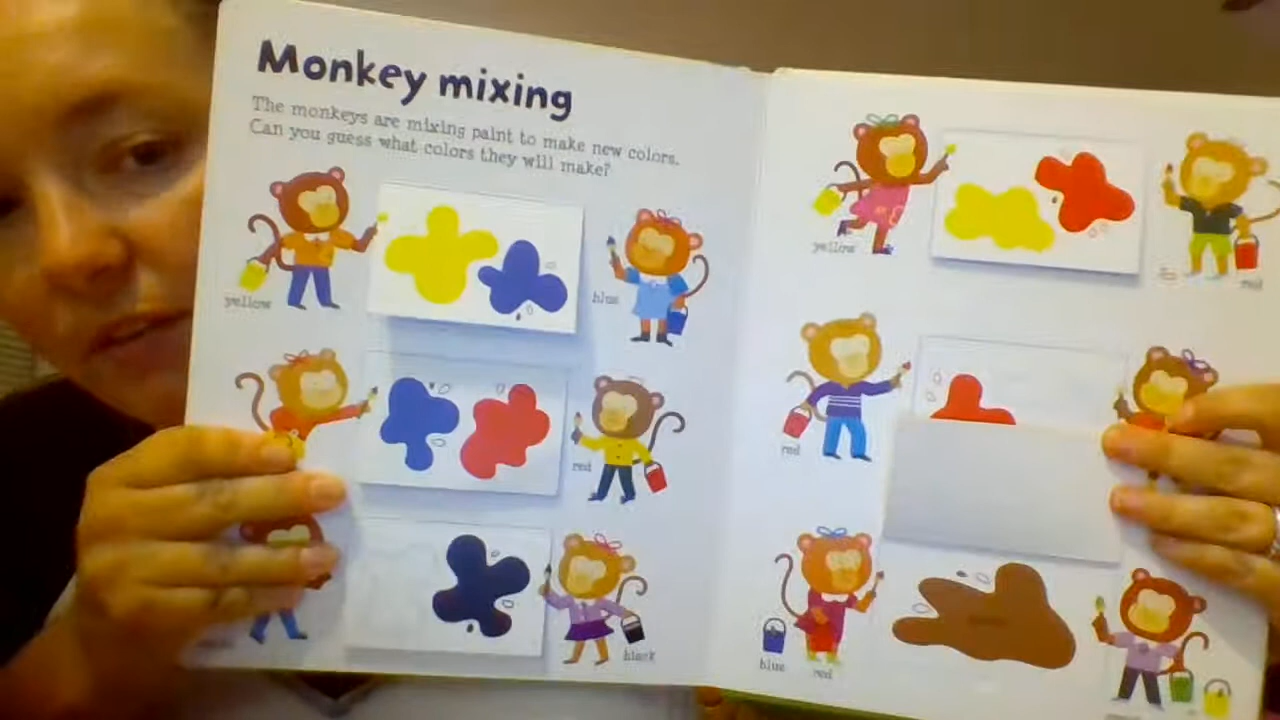 Monkey mixing
The monkeys are mixing paint to make new colors.
Can you guess what colors they will make?
yellow
blue
red
black
yellow
red
red
blue
red